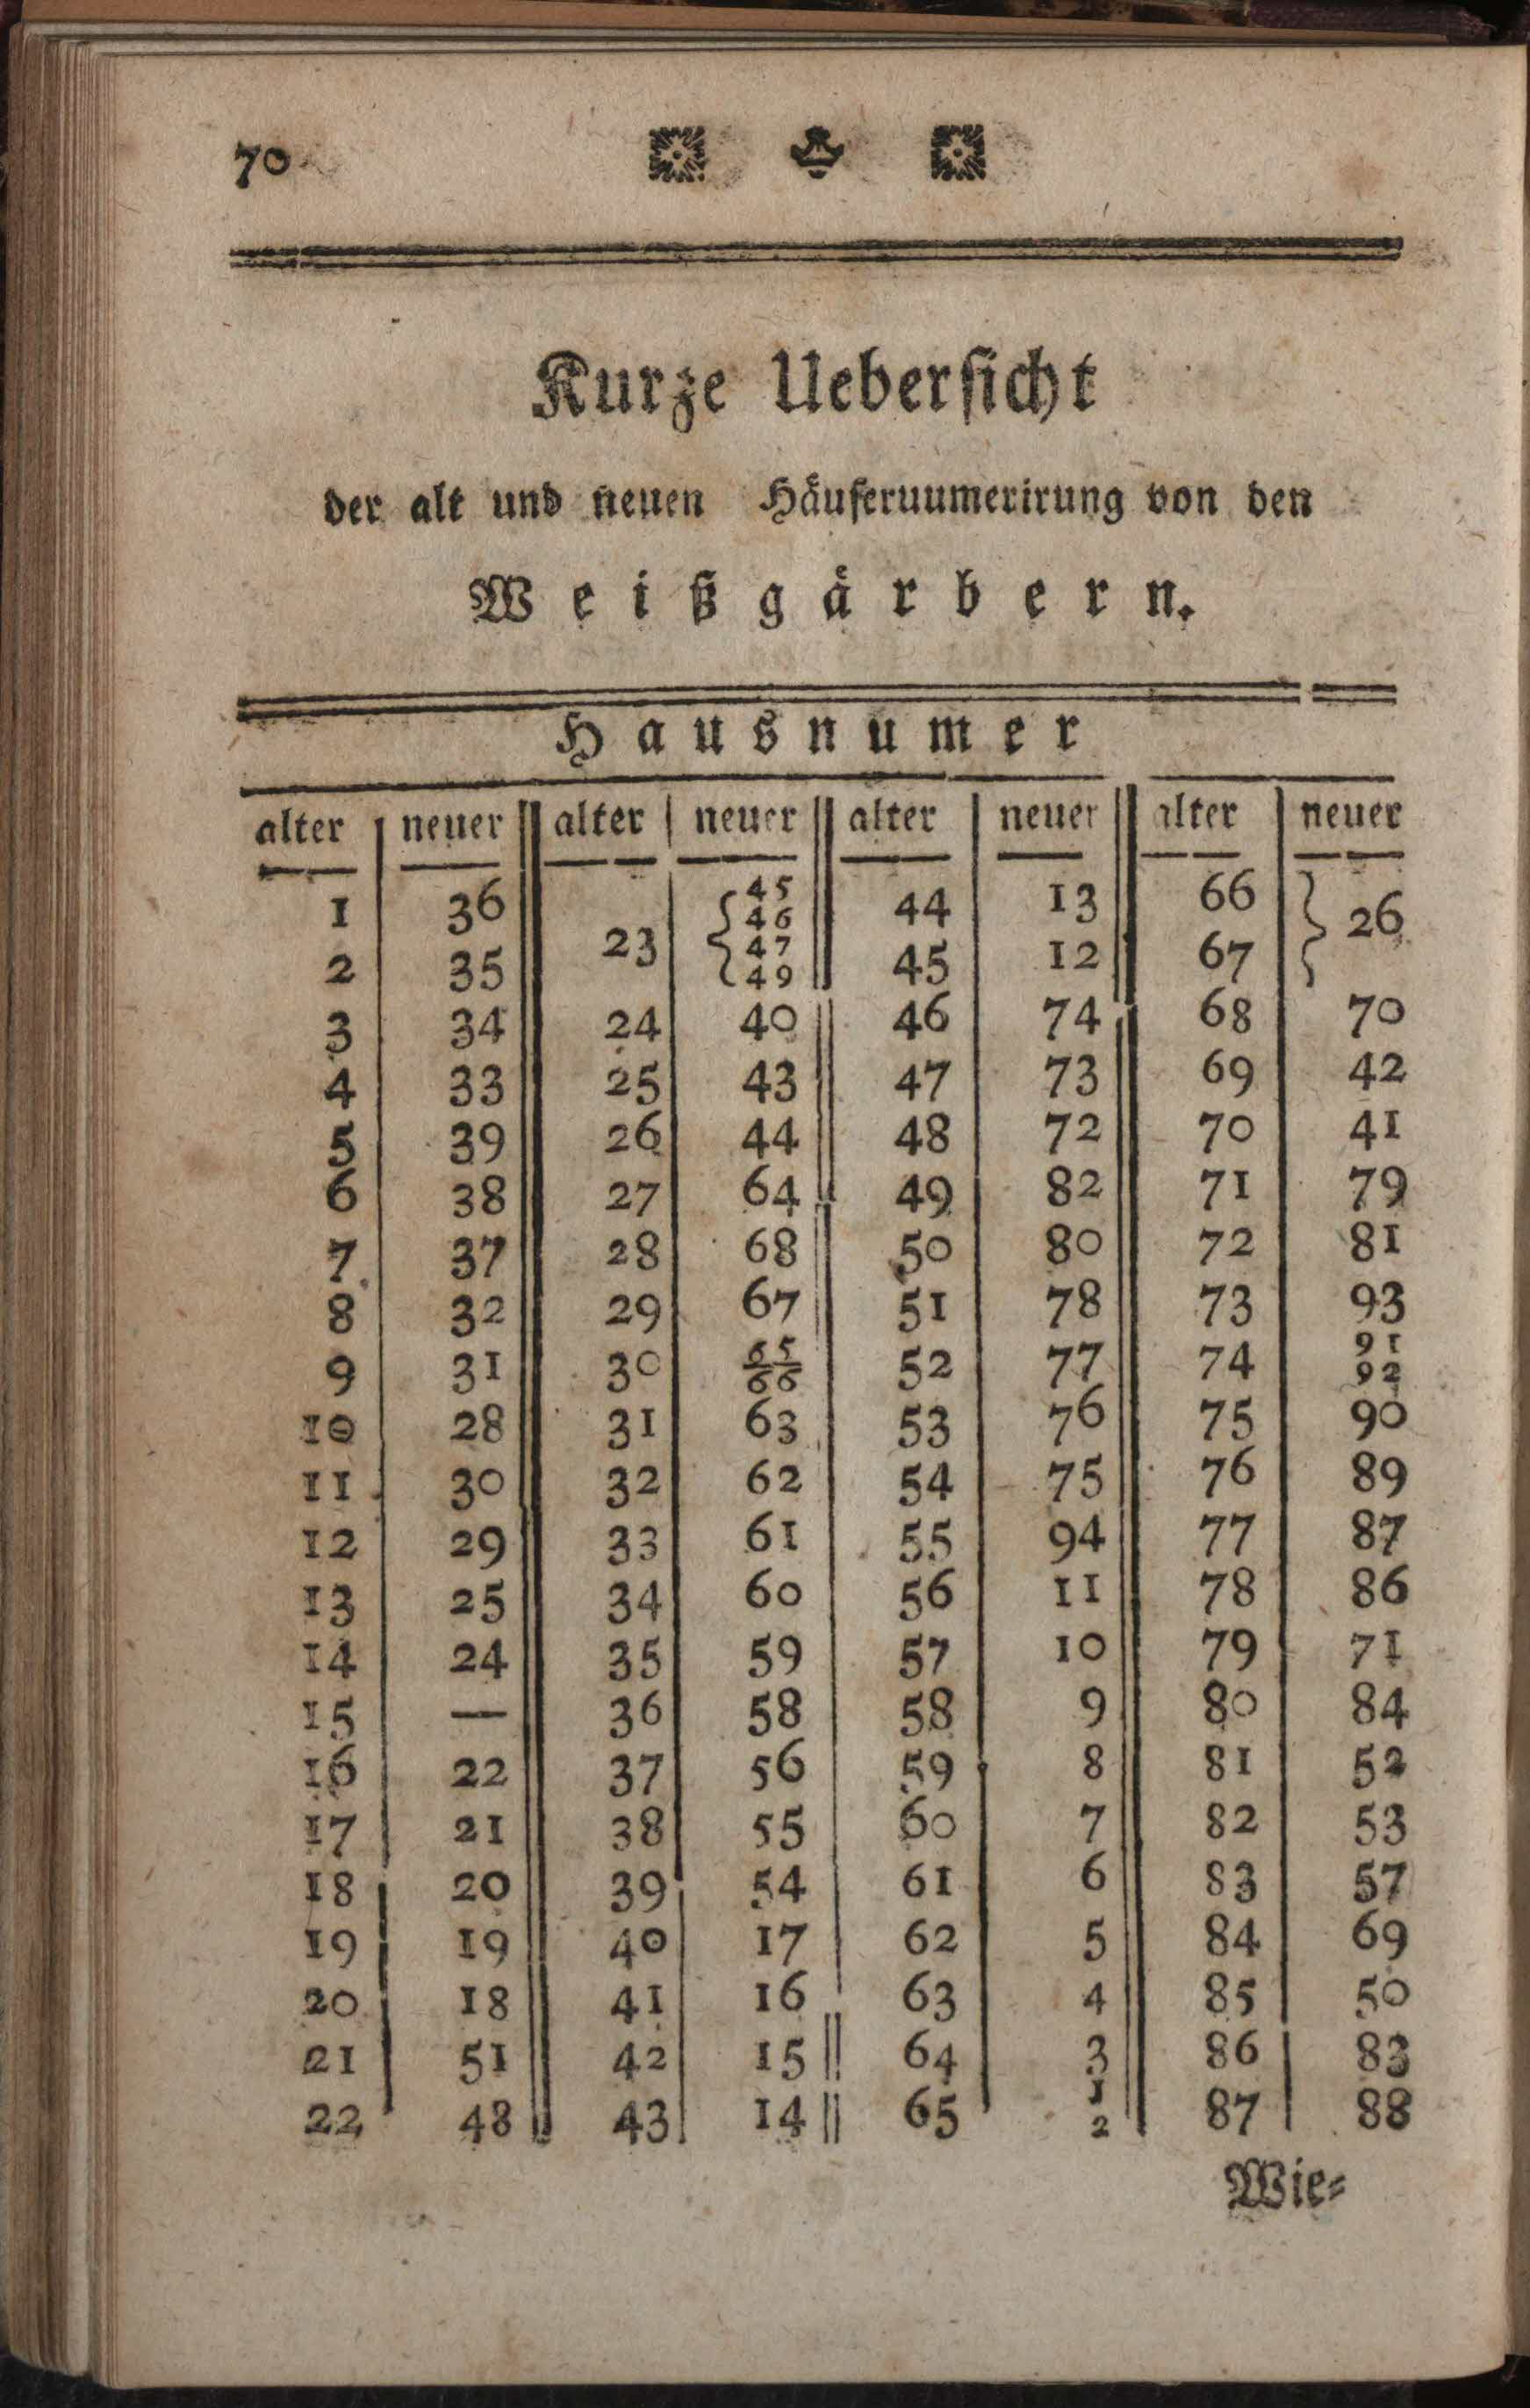 70
Kurze Ueberſicht
der alt und neuen Häuſeruumerirung von den
Weißgärbern.
Hausnumer
alter neuer alter neuer alter neuer alter neuer
1 36 23 { 45 46 47 49 44 13 66 } 26
2 35 45 12 67
3 34 24 40 46 74 68 70
4 33 25 43 47 73 69 42
5 39 26 44 48 72 70 41
6 38 27 64 49 82 71 79
7 37 28 68 50 80 72 81
8 32 29 67 51 78 73 93
9 31 30 65 66 52 77 74 91 92
10 28 31 63 53 76 75 90
11 30 32 62 54 75 76 89
12 29 33 61 55 94 77 87
13 25 34 60 56 11 78 86
14 24 35 59 57 10 79 71
15 — 36 58 58 9 80 84
16 22 37 56 59 8 81 52
17 21 38 55 60 7 82 53
18 20 39 54 61 6 83 57
19 19 40 17 62 5 84 69
20 18 41 16 63 4 85 50
21 51 42 15 64 3 86 83
22 48 43 14 65 1 2 87 88
Wie⸗